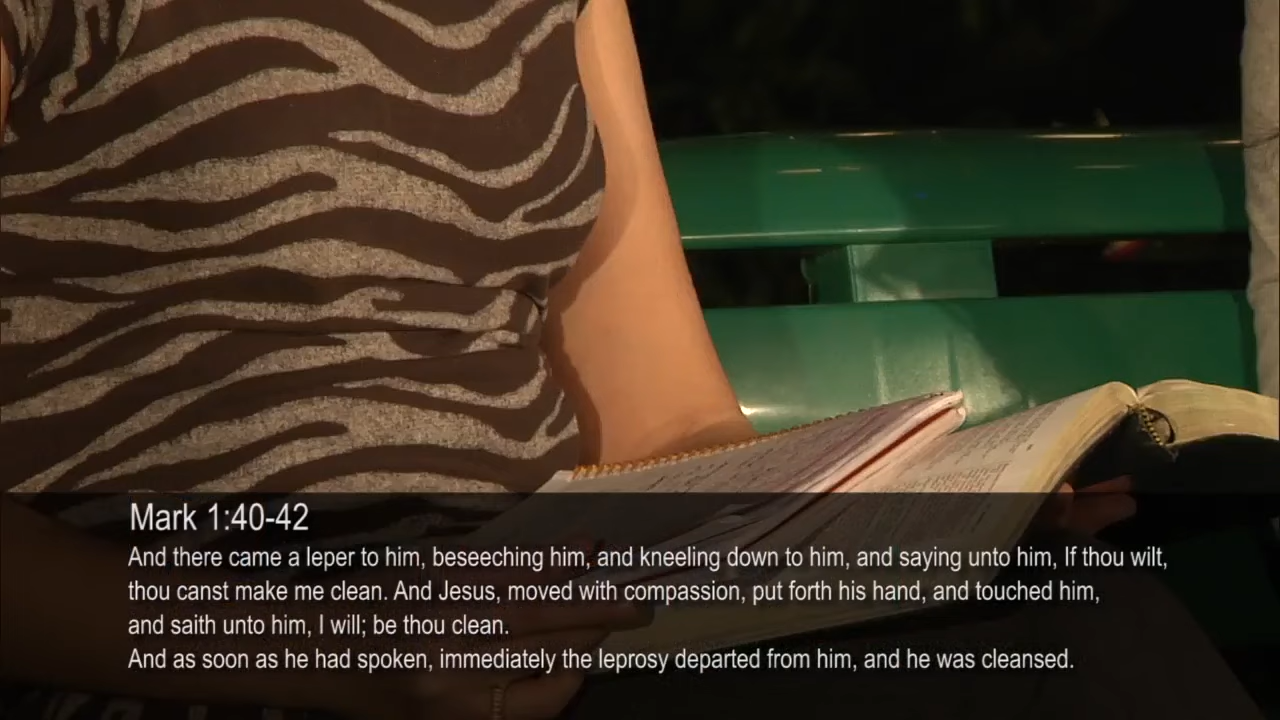 Mark 1:40-42
And there came a leper to him, beseeching him, and kneeling down to him, and saying unto him, If thou wilt,
thou canst make me clean. And Jesus, moved with compassion, put forth his hand, and touched him,
and saith unto him, I will; be thou clean.
And as soon as he had spoken, immediately the leprosy departed from him, and he was cleansed.